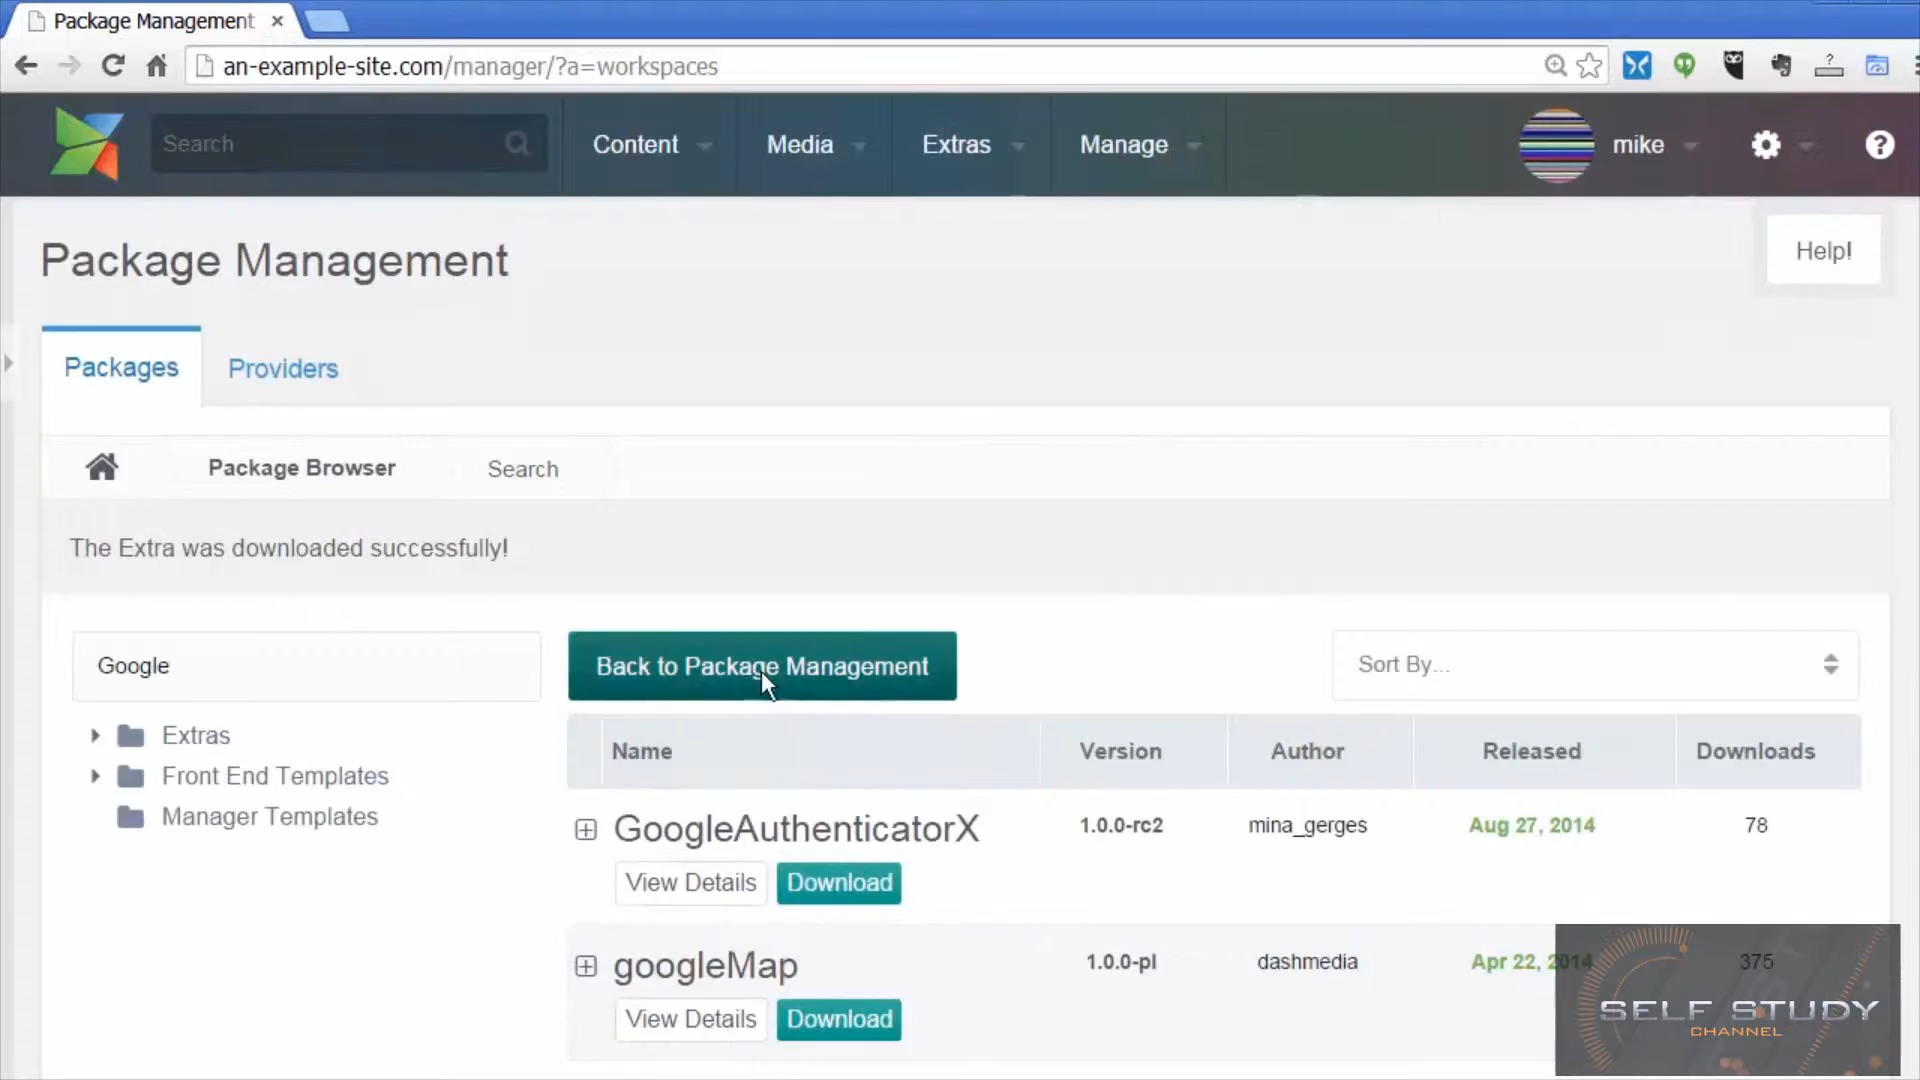 Package Management
an-example-site.com/manager/?a=workspaces
Search
Content
Media
Extras
Manage
mike
Package Management
Help!
Packages
Providers
Package Browser
Search
The Extra was downloaded successfully!
Google
Back to Package Management
Sort By...
Extras
Front End Templates
Manager Templates
Name Version Author Released Downloads
GoogleAuthenticatorX 1.0.0-rc2 mina_gerges Aug 27, 2014 78
View Details Download
googleMap 1.0.0-pl dashmedia Apr 22, 2014 375
View Details Download
SELF STUDY
CHANNEL